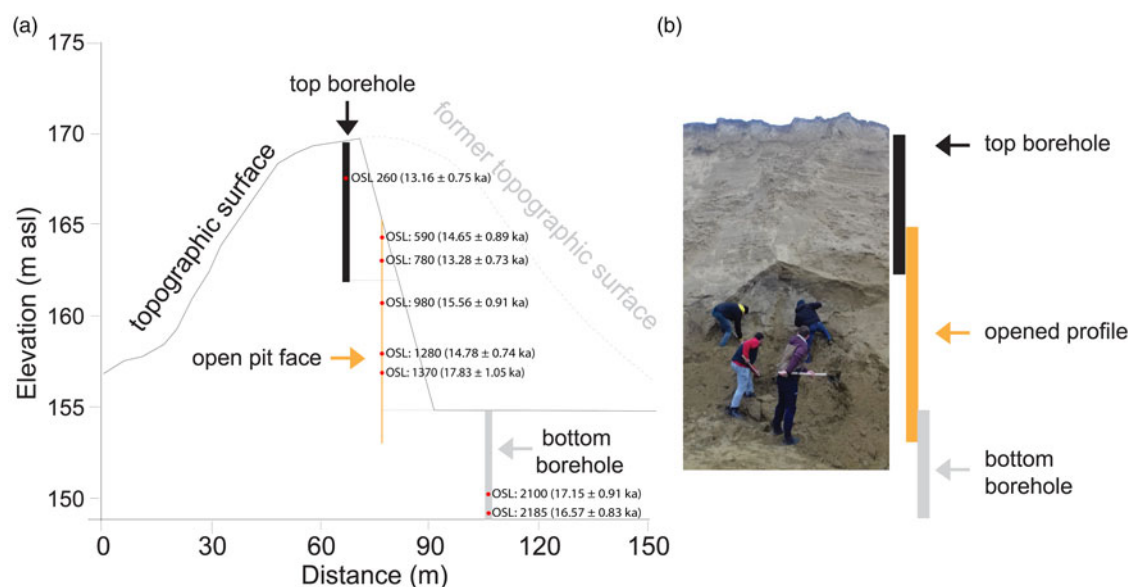 (a)
175
170
165
160
155
150
Elevation (m asl)
0
30
60
90
120
150
Distance (m)
topographic surface
top borehole
former topographic surface
OSL 260 (13.16 ± 0.75 ka)
OSL: 590 (14.65 ± 0.89 ka)
OSL: 780 (13.28 ± 0.73 ka)
OSL: 980 (15.56 ± 0.91 ka)
open pit face
OSL: 1280 (14.78 ± 0.74 ka)
OSL: 1370 (17.83 ± 1.05 ka)
bottom
borehole
OSL: 2100 (17.15 ± 0.91 ka)
OSL: 2185 (16.57 ± 0.83 ka)
(b)
top borehole
opened profile
bottom
borehole